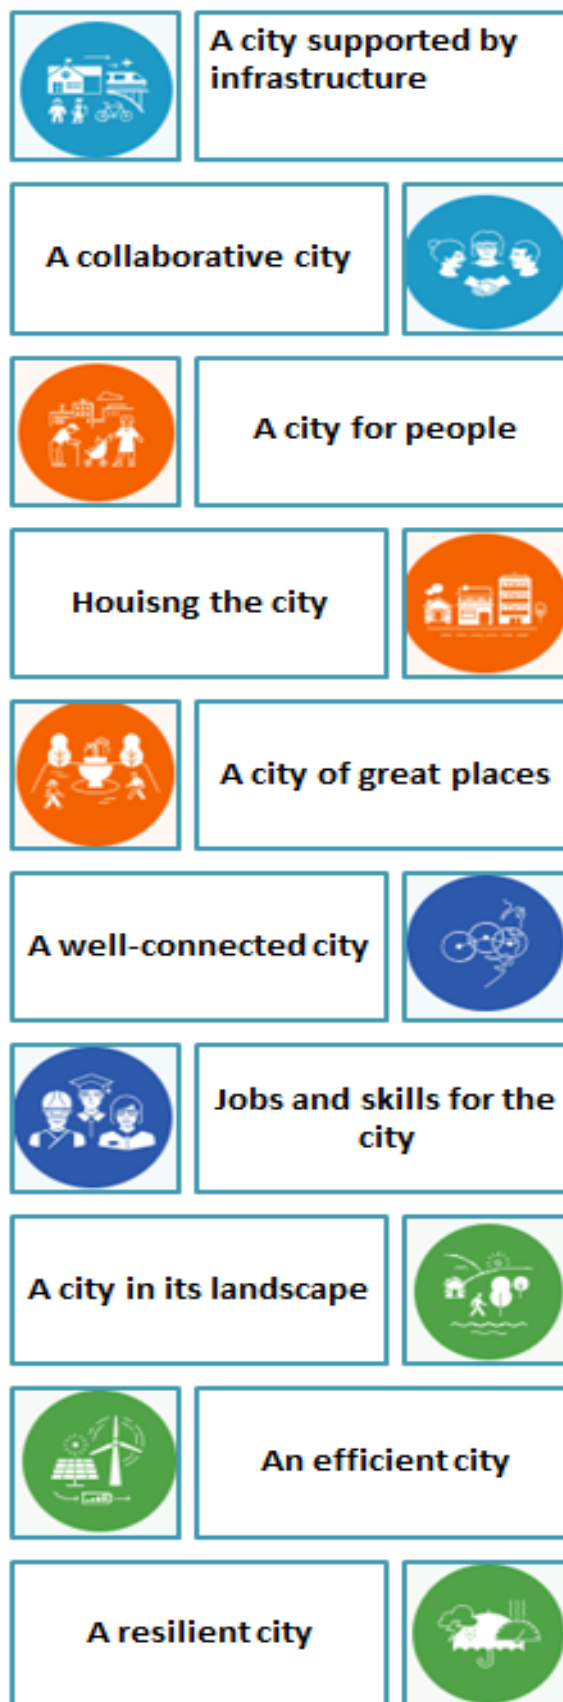 A city supported by
infrastructure
A collaborative city
A city for people
Houisng the city
A city of great places
A well-connected city
Jobs and skills for the
city
A city in its landscape
An efficient city
A resilient city